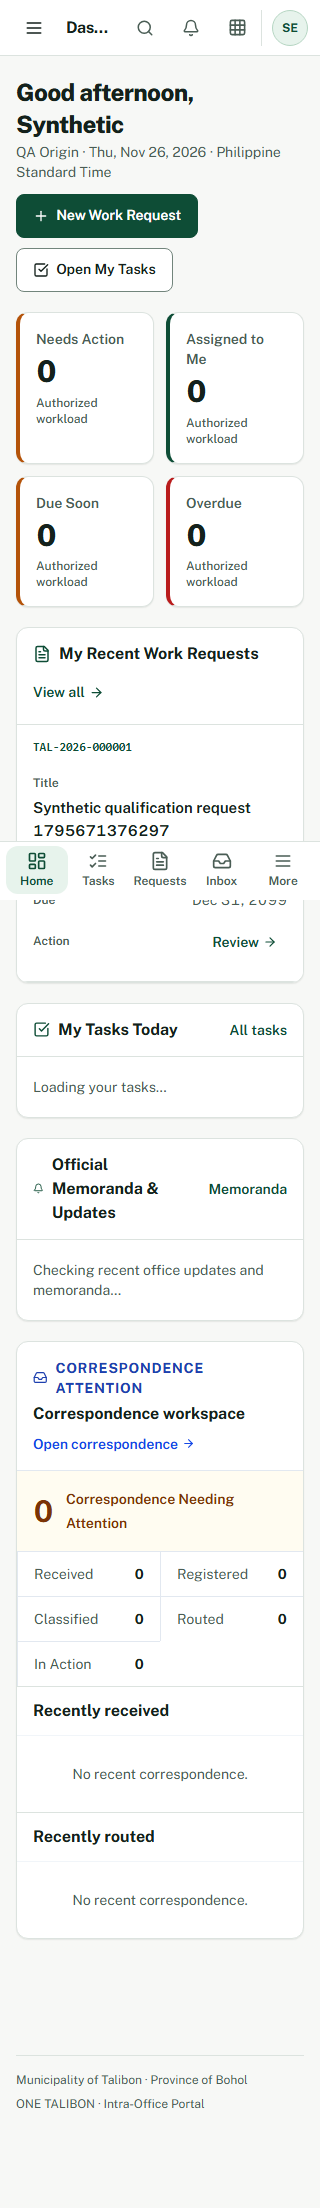 Das...
SE
Good afternoon,
Synthetic
QA Origin · Thu, Nov 26, 2026 · Philippine
Standard Time
New Work Request
Open My Tasks
Needs Action
0
Authorized
workload
Assigned to
Me
0
Authorized
workload
Due Soon
0
Authorized
workload
Overdue
0
Authorized
workload
My Recent Work Requests
View all →
TAL-2026-000001
Title
Synthetic qualification request
1795671376297
Home
Tasks
Requests
Inbox
More
Due Dec 31, 2099
Action Review →
My Tasks Today All tasks
Loading your tasks...
Official
Memoranda &
Updates
Memoranda
Checking recent office updates and
memoranda...
CORRESPONDENCE
ATTENTION
Correspondence workspace
Open correspondence →
0 Correspondence Needing
Attention
Received 0 Registered 0
Classified 0 Routed 0
In Action 0
Recently received
No recent correspondence.
Recently routed
No recent correspondence.
Municipality of Talibon · Province of Bohol
ONE TALIBON · Intra-Office Portal